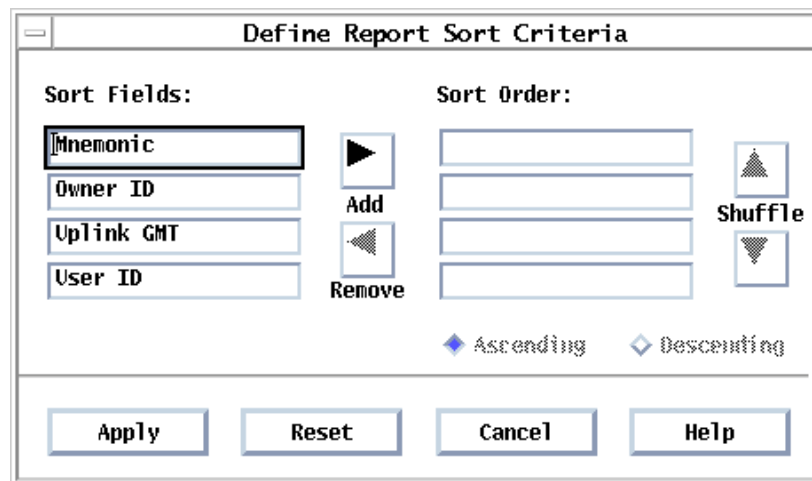 Define Report Sort Criteria
Sort Fields:
Sort Order:
Mnemonic
Owner ID
Uplink GMT
User ID
Add
Remove
Shuffle
Ascending
Descending
Apply
Reset
Cancel
Help